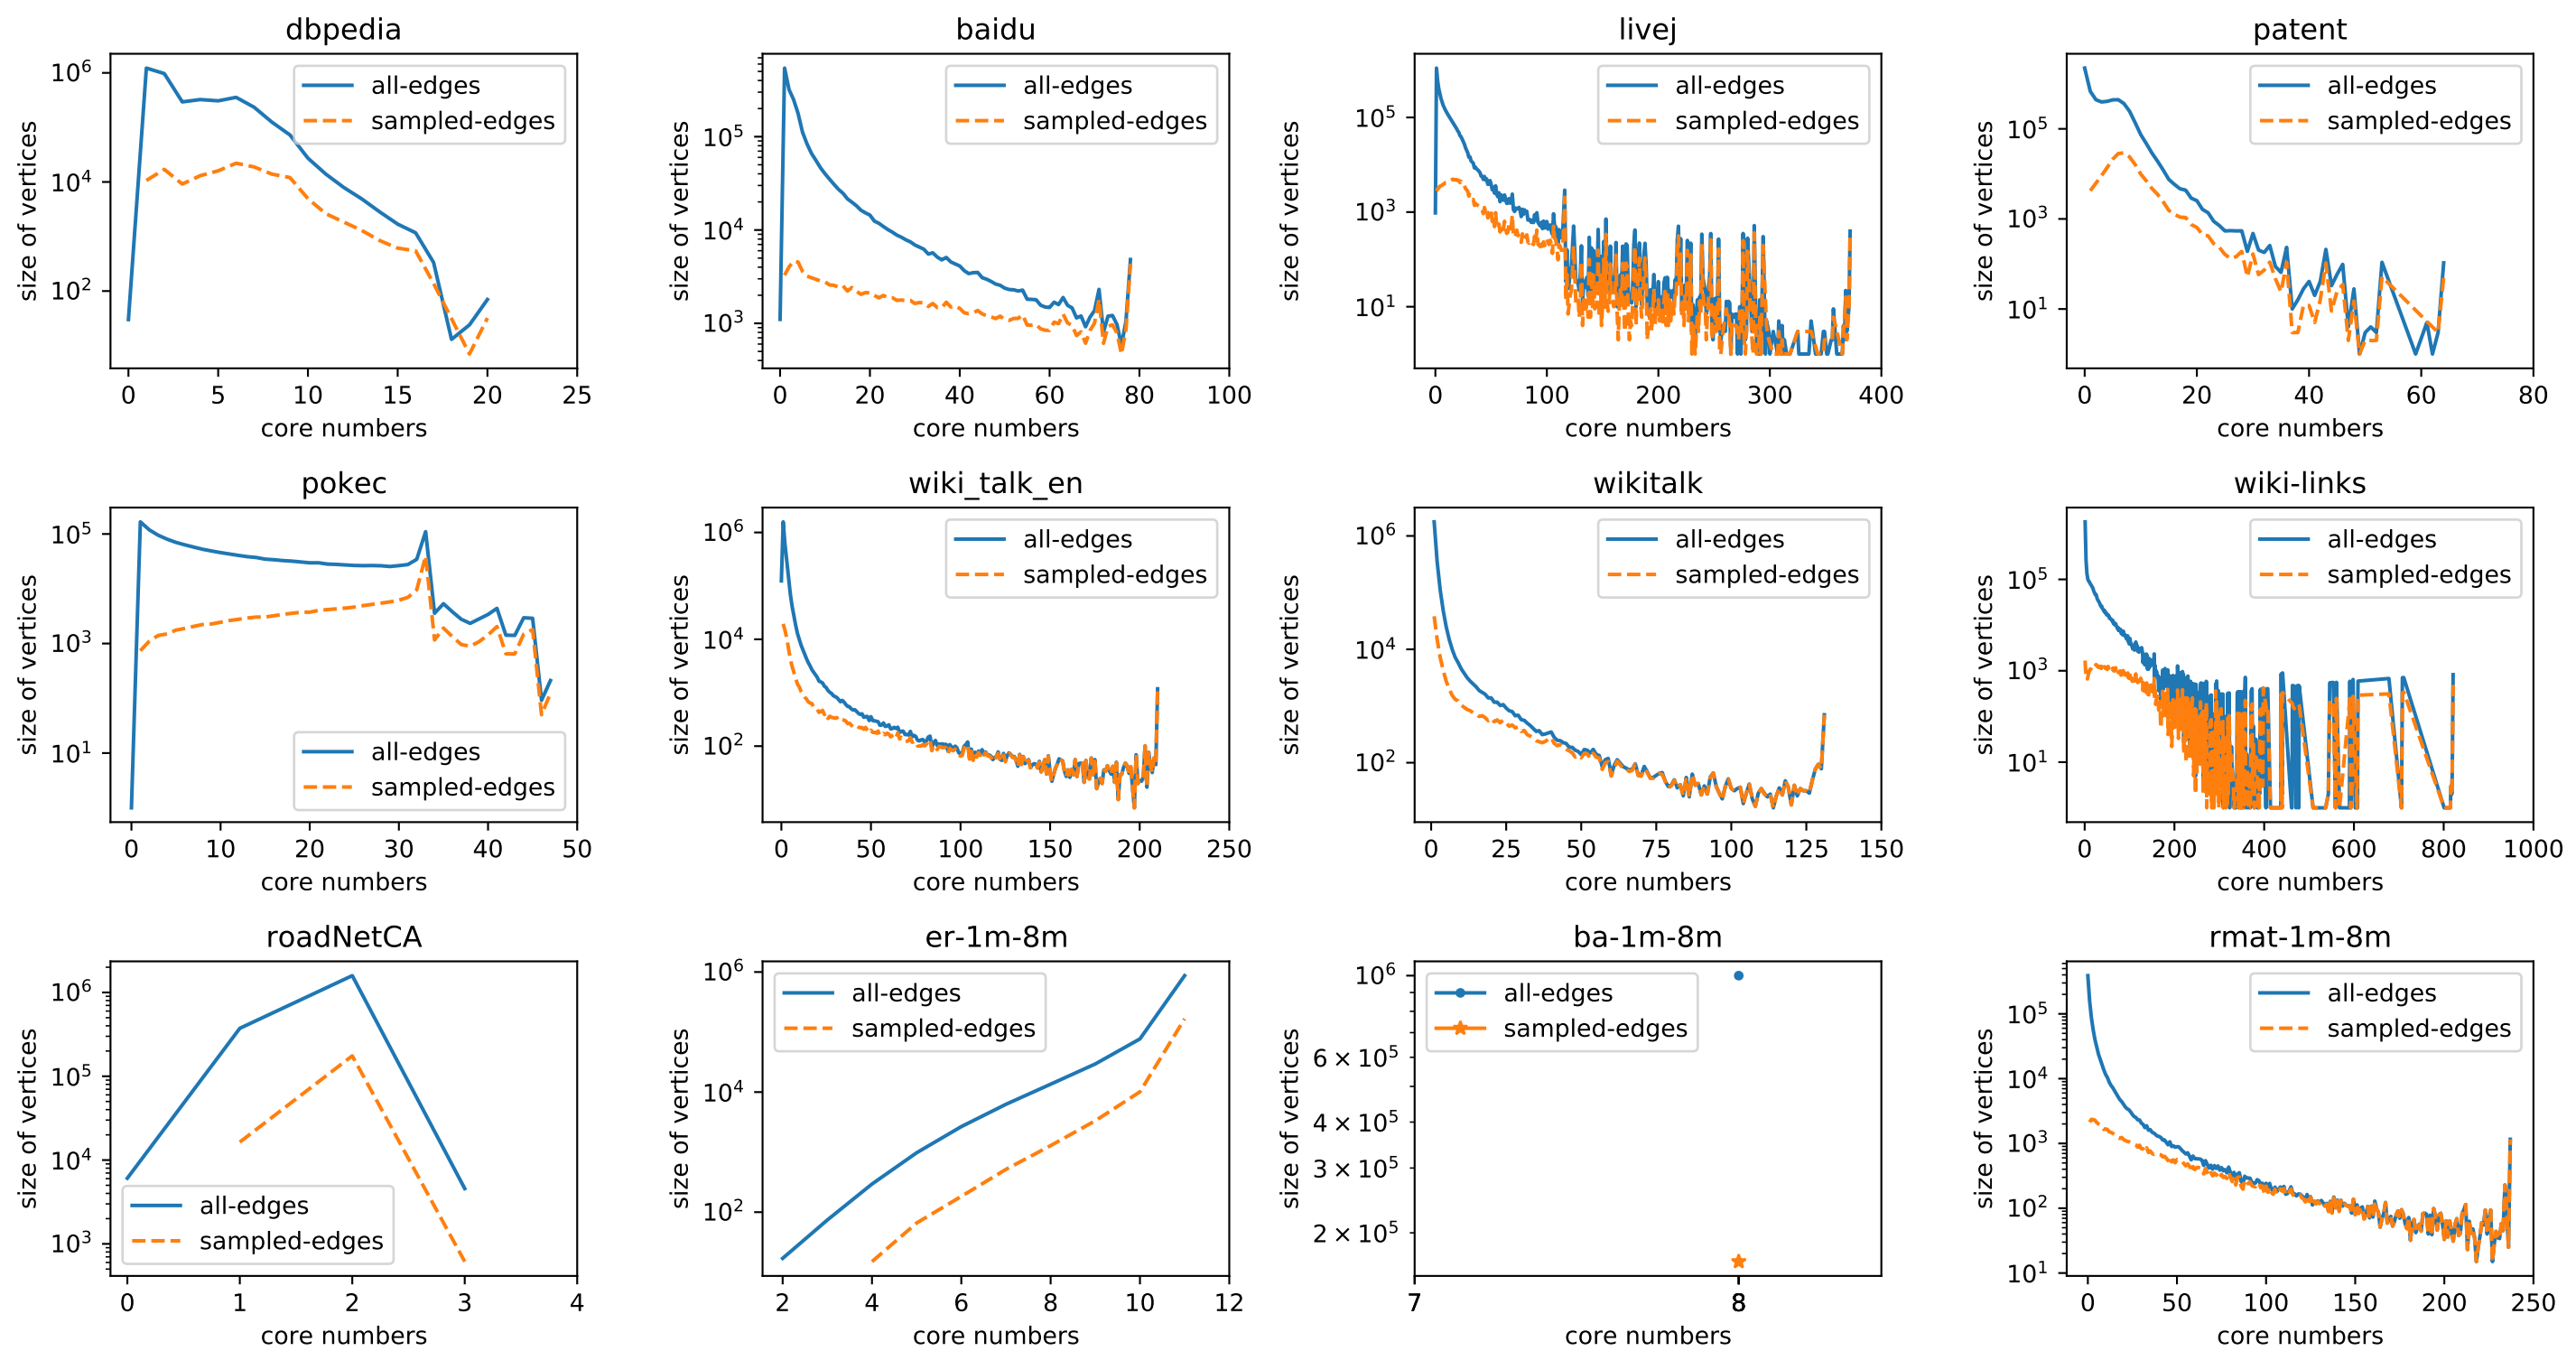 dbpedia
size of vertices
10^6
10^4
10^2
all-edges
sampled-edges
0 5 10 15 20 25
core numbers
baidu
size of vertices
10^5
10^4
10^3
all-edges
sampled-edges
0 20 40 60 80 100
core numbers
livej
size of vertices
10^5
10^3
10^1
all-edges
sampled-edges
0 100 200 300 400
core numbers
patent
size of vertices
10^5
10^3
10^1
all-edges
sampled-edges
0 20 40 60 80
core numbers
pokec
size of vertices
10^5
10^3
10^1
all-edges
sampled-edges
0 10 20 30 40 50
core numbers
wiki_talk_en
size of vertices
10^6
10^4
10^2
all-edges
sampled-edges
0 50 100 150 200 250
core numbers
wikitalk
size of vertices
10^6
10^4
10^2
all-edges
sampled-edges
0 25 50 75 100 125 150
core numbers
wiki-links
size of vertices
10^5
10^3
10^1
all-edges
sampled-edges
0 200 400 600 800 1000
core numbers
roadNetCA
size of vertices
10^6
10^5
10^4
10^3
all-edges
sampled-edges
0 1 2 3 4
core numbers
er-1m-8m
size of vertices
10^6
10^4
10^2
all-edges
sampled-edges
2 4 6 8 10 12
core numbers
ba-1m-8m
size of vertices
10^6
6 × 10^5
4 × 10^5
3 × 10^5
2 × 10^5
all-edges
sampled-edges
7 8
core numbers
rmat-1m-8m
size of vertices
10^5
10^4
10^3
10^2
10^1
all-edges
sampled-edges
0 50 100 150 200 250
core numbers